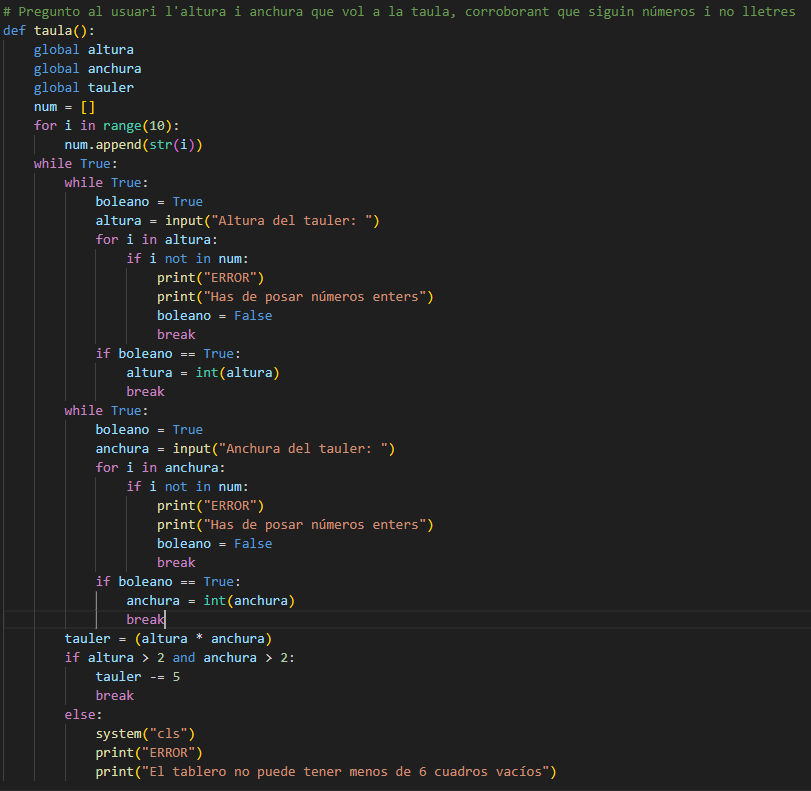 # Pregunto al usuari l'altura i anchura que vol a la taula, corroborant que siguin números i no lletres
def taula():
    global altura
    global anchura
    global tauler
    num = []
    for i in range(10):
        num.append(str(i))
    while True:
        while True:
            boleano = True
            altura = input("Altura del tauler: ")
            for i in altura:
                if i not in num:
                    print("ERROR")
                    print("Has de posar números enters")
                    boleano = False
                    break
            if boleano == True:
                altura = int(altura)
                break
        while True:
            boleano = True
            anchura = input("Anchura del tauler: ")
            for i in anchura:
                if i not in num:
                    print("ERROR")
                    print("Has de posar números enters")
                    boleano = False
                    break
            if boleano == True:
                anchura = int(anchura)
                break
        tauler = (altura * anchura)
        if altura > 2 and anchura > 2:
            tauler -= 5
            break
        else:
            system("cls")
            print("ERROR")
            print("El tablero no puede tener menos de 6 cuadros vacíos")